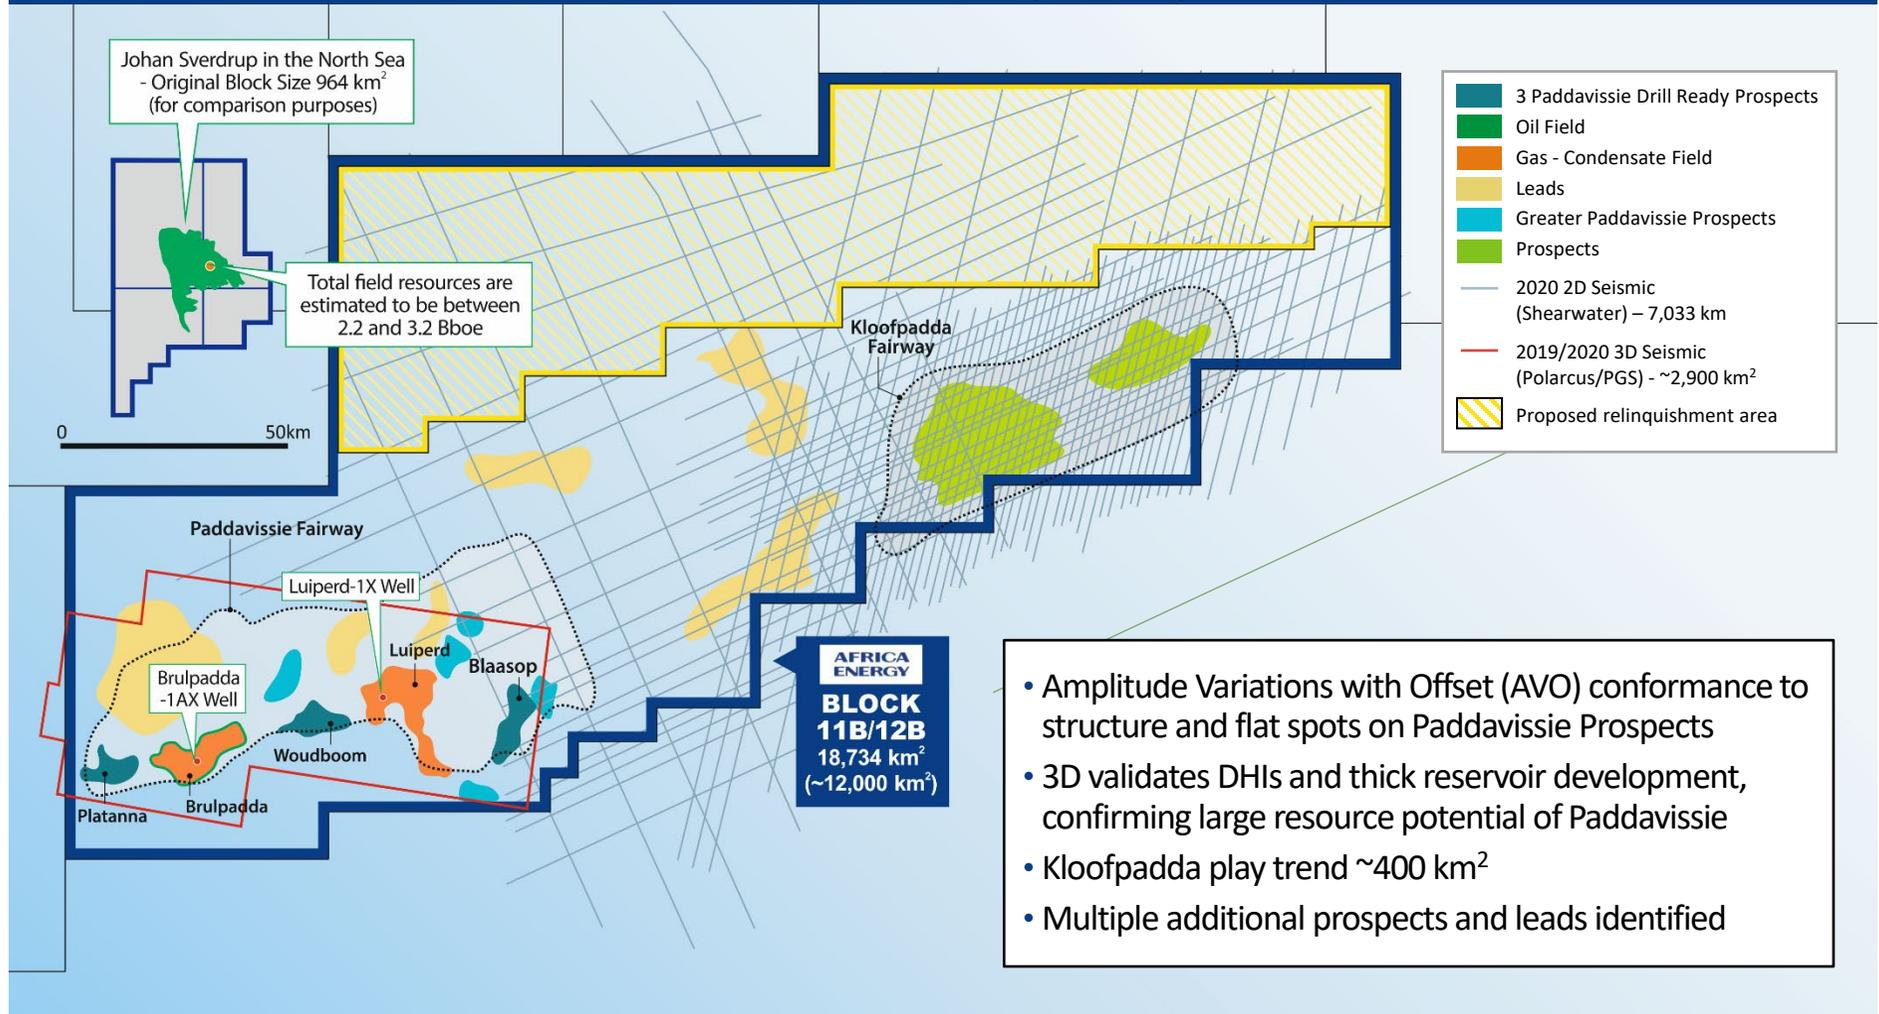 Johan Sverdrup in the North Sea
- Original Block Size 964 km²
(for comparison purposes)
Total field resources are
estimated to be between
2.2 and 3.2 Bboe
0 50km
Kloofpadda
Fairway
Paddavissie Fairway
Luiperd-1X Well
Luiperd
Blaasop
Brulpadda
-1AX Well
Woudboom
Brulpadda
Platanna
AFRICA
ENERGY
BLOCK
11B/12B
18,734 km²
(~12,000 km²)
3 Paddavissie Drill Ready Prospects
Oil Field
Gas - Condensate Field
Leads
Greater Paddavissie Prospects
Prospects
2020 2D Seismic
(Shearwater) – 7,033 km
2019/2020 3D Seismic
(Polarcus/PGS) - ~2,900 km²
Proposed relinquishment area
• Amplitude Variations with Offset (AVO) conformance to
structure and flat spots on Paddavissie Prospects
• 3D validates DHIs and thick reservoir development,
confirming large resource potential of Paddavissie
• Kloofpadda play trend ~400 km²
• Multiple additional prospects and leads identified